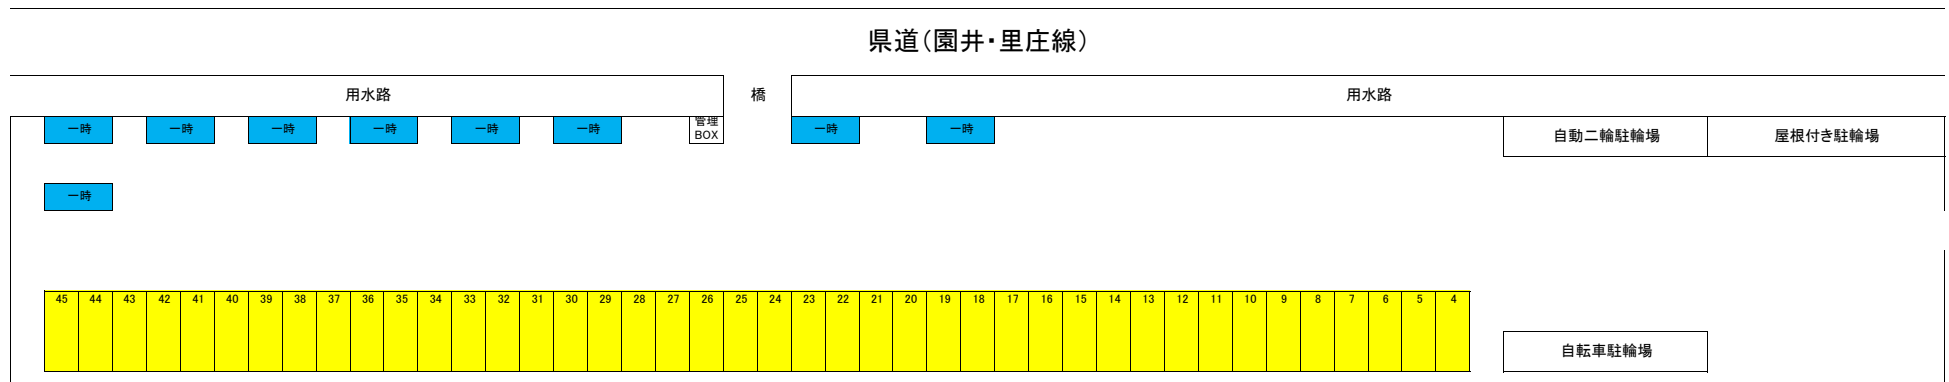 県道（園井・里庄線）
用水路
橋
用水路
一時
一時
一時
一時
一時
一時
管理
BOX
一時
一時
自動二輪駐輪場
屋根付き駐輪場
一時
45 44 43 42 41 40 39 38 37 36 35 34 33 32 31 30 29 28 27 26 25 24 23 22 21 20 19 18 17 16 15 14 13 12 11 10 9 8 7 6 5 4
自転車駐輪場